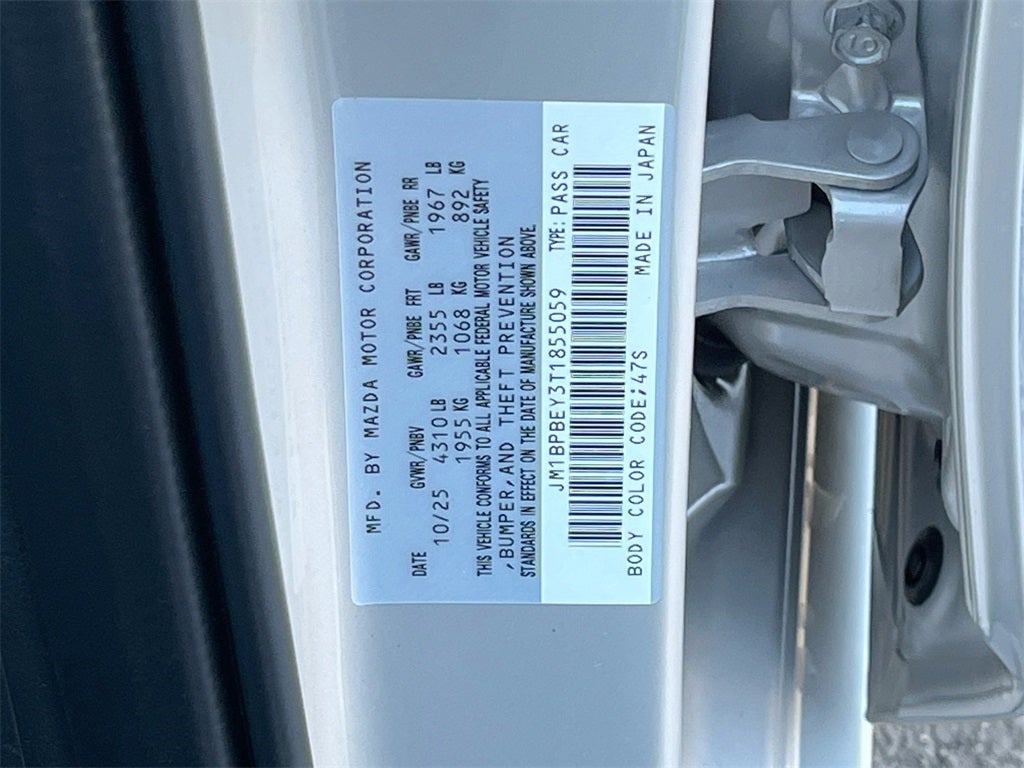 MFD. BY MAZDA MOTOR CORPORATION
DATE GVWR/PNBV GAWR/PNBE FRT GAWR/PNBE RR
10/25 4310 LB 2355 LB 1967 LB
1955 KG 1068 KG 892 KG
THIS VEHICLE CONFORMS TO ALL APPLICABLE FEDERAL MOTOR VEHICLE SAFETY
,BUMPER,AND THEFT PREVENTION
STANDARDS IN EFFECT ON THE DATE OF MANUFACTURE SHOWN ABOVE.
JM1BPBEY3T1855059 TYPE:PASS CAR
BODY COLOR CODE;47S MADE IN JAPAN
10